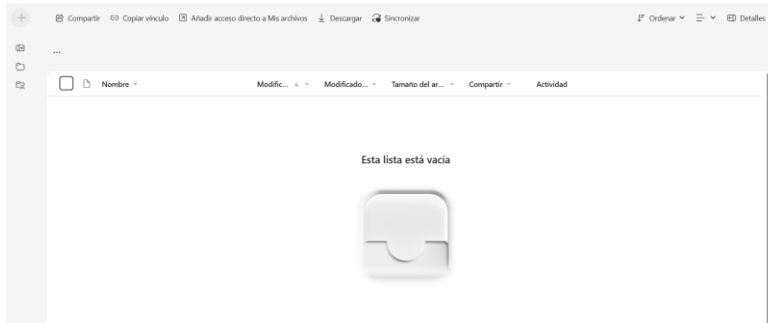 Compartir Copiar vínculo Añadir acceso directo a Mis archivos Descargar Sincronizar Ordenar Detalles
...
Nombre Modific... Modificado... Tamaño del ar... Compartir Actividad
Esta lista está vacía